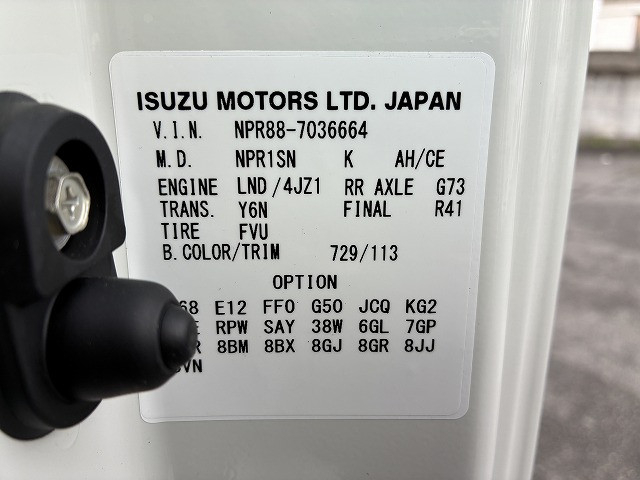 ISUZU MOTORS LTD. JAPAN
V.I.N. NPR88-7036664
M.D. NPR1SN K AH/CE
ENGINE LND/4JZ1 RR AXLE G73
TRANS. Y6N FINAL R41
TIRE FVU
B.COLOR/TRIM 729/113
OPTION
E12 FF0 G50 JCQ KG2
RPW SAY 38W 6GL 7GP
8BM 8BX 8GJ 8GR 8JJ